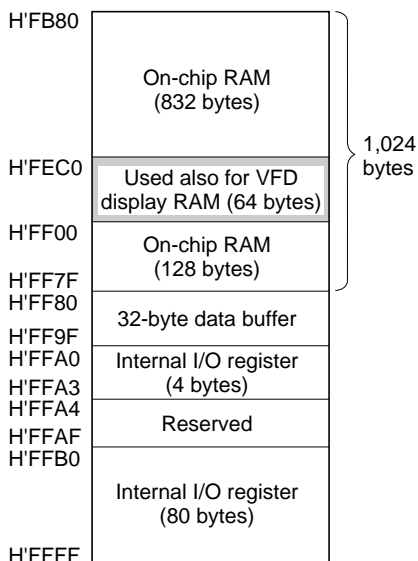 H'FB80
On-chip RAM
(832 bytes)
1,024
bytes
H'FEC0
Used also for VFD
display RAM (64 bytes)
H'FF00
On-chip RAM
(128 bytes)
H'FF7F
H'FF80
32-byte data buffer
H'FF9F
H'FFA0
Internal I/O register
(4 bytes)
H'FFA3
H'FFA4
Reserved
H'FFAF
H'FFB0
Internal I/O register
(80 bytes)
H'FFFF